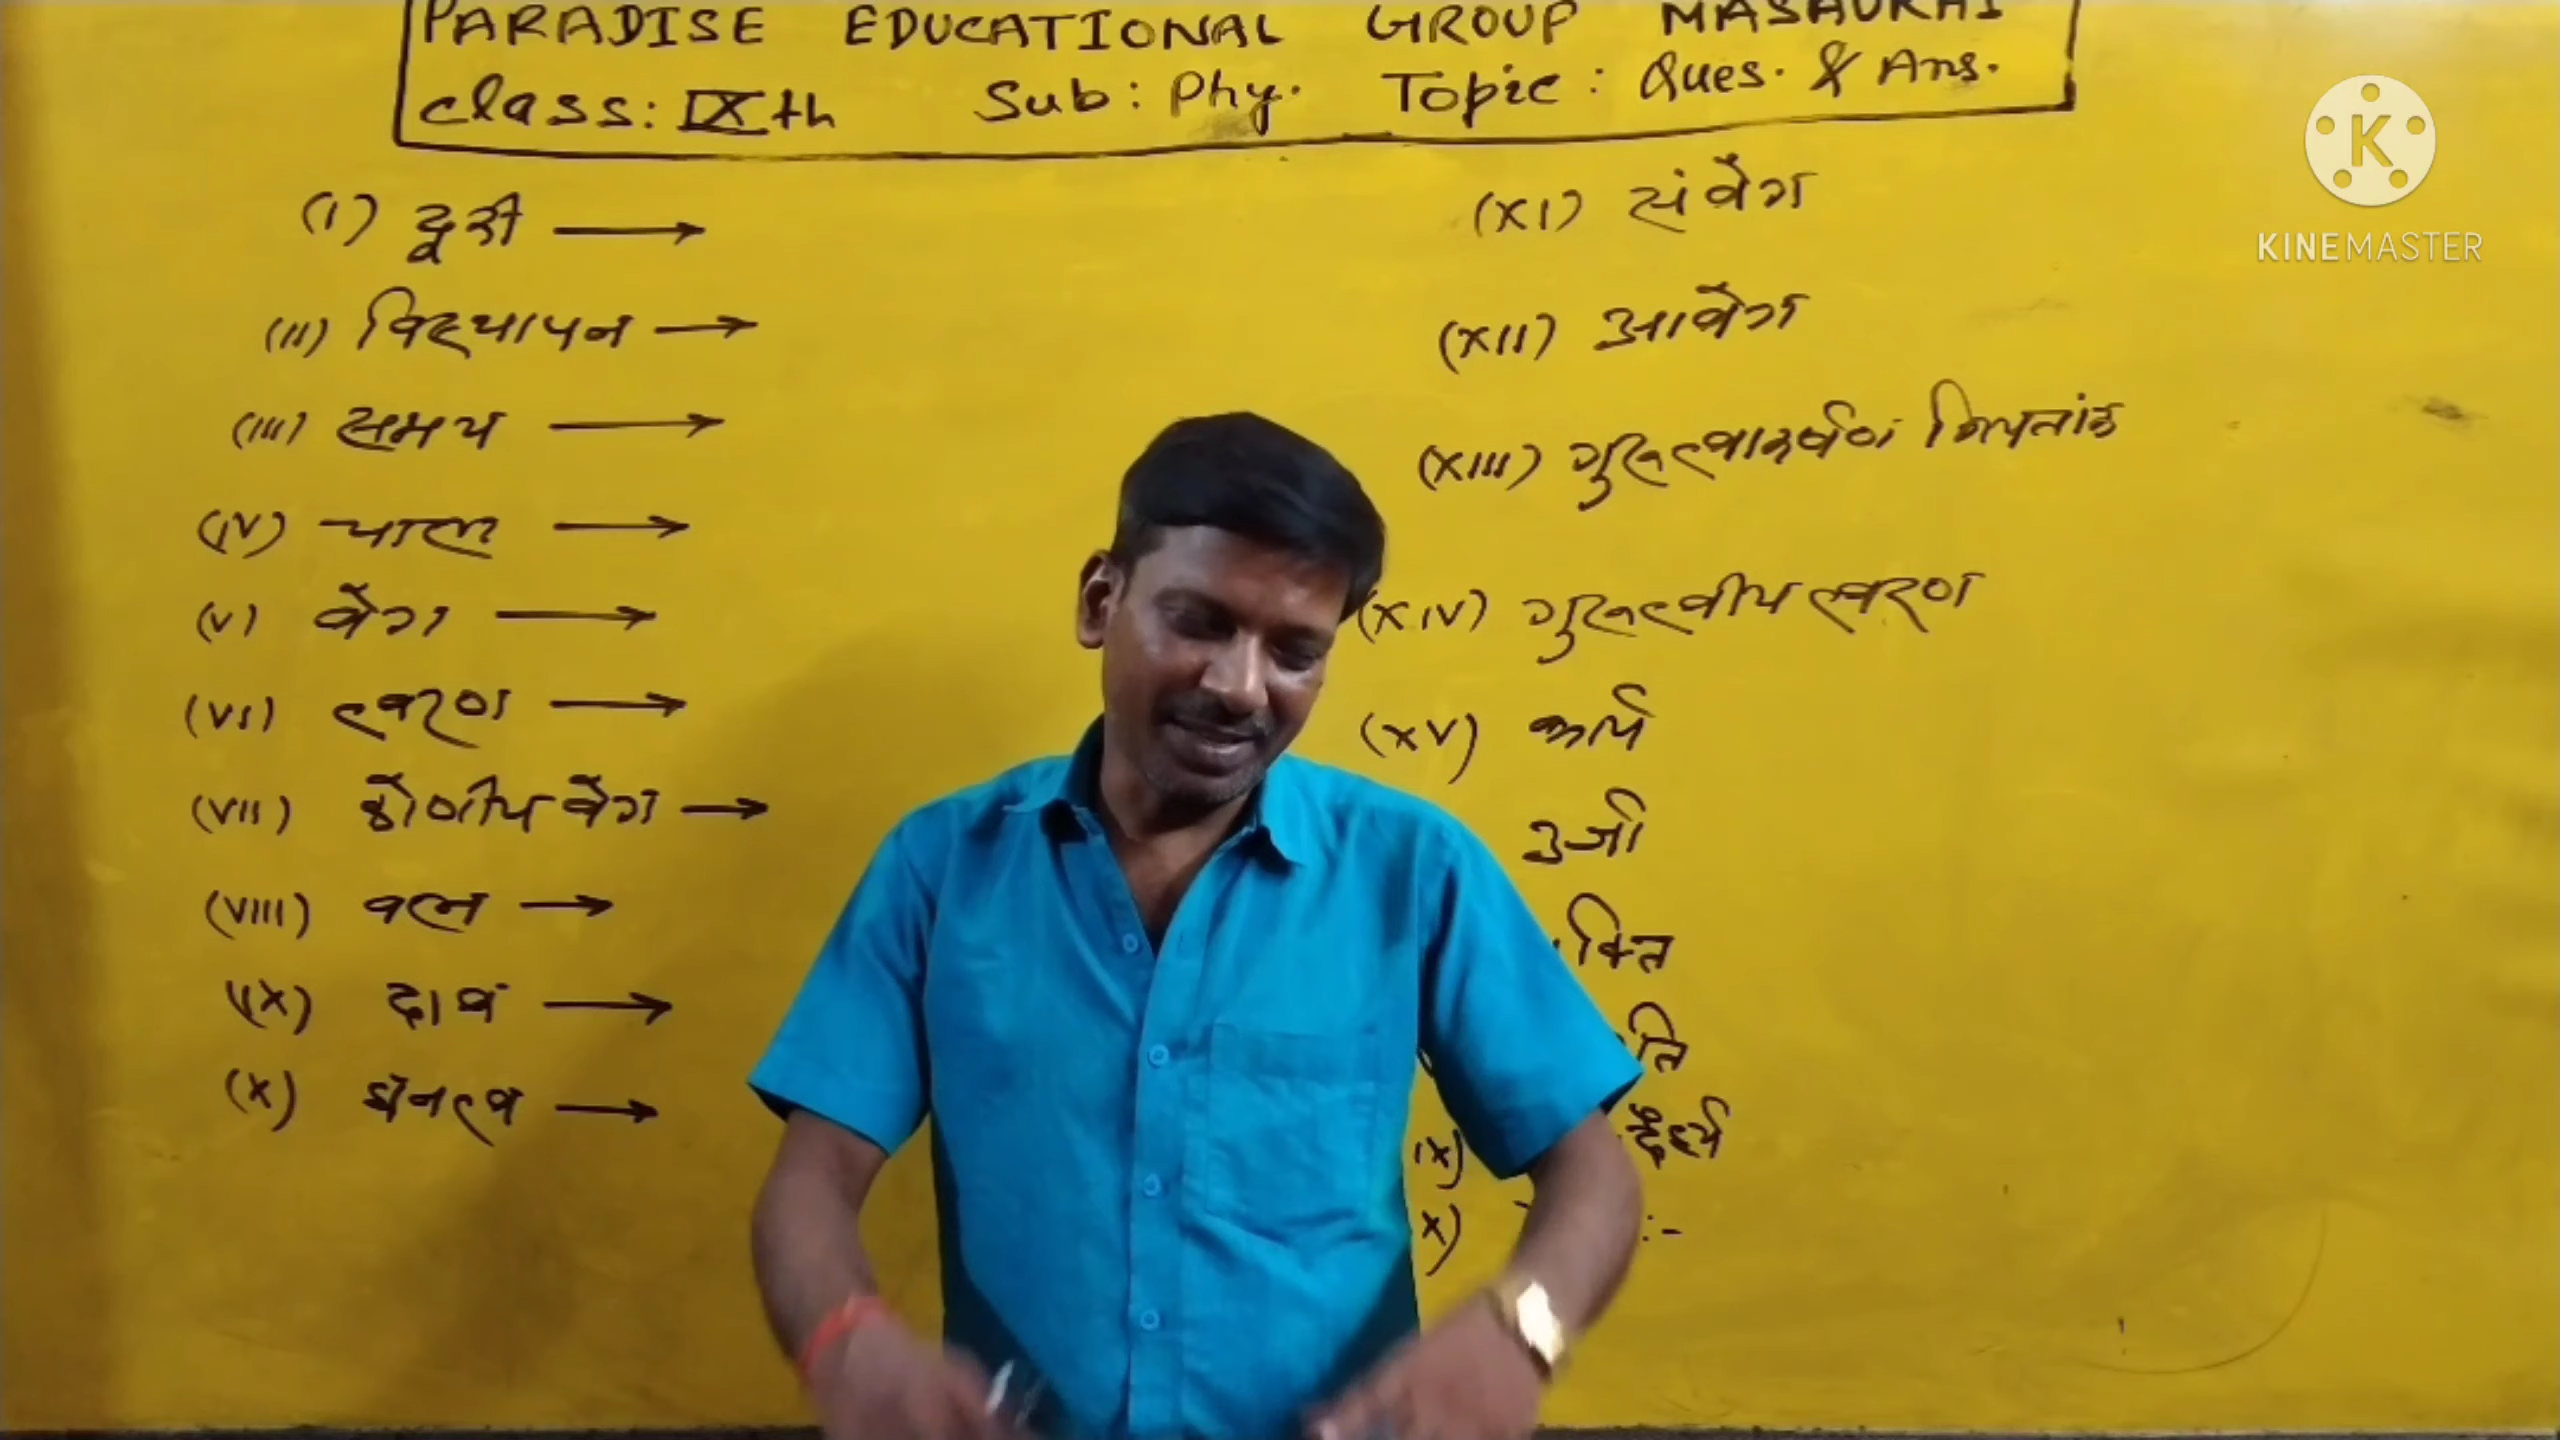 PARADISE EDUCATIONAL GROUP MASAURHI
class: IXth Sub: Phy. Topic: Ques. & Ans.
(I) दूरी →
(II) विस्थापन →
(III) समय →
(IV) चाल →
(V) वेग →
(VI) त्वरण →
(VII) कोणीय वेग →
(VIII) बल →
(IX) दाब →
(X) घनत्व →
(XI) संवेग
(XII) आवेग
(XIII) गुरूत्वाकर्षण नियतांक
(XIV) गुरूत्वीय त्वरण
(XV) कार्य
उर्जा
क्ति
ति
दैर्ध्य
:-
KINEMASTER